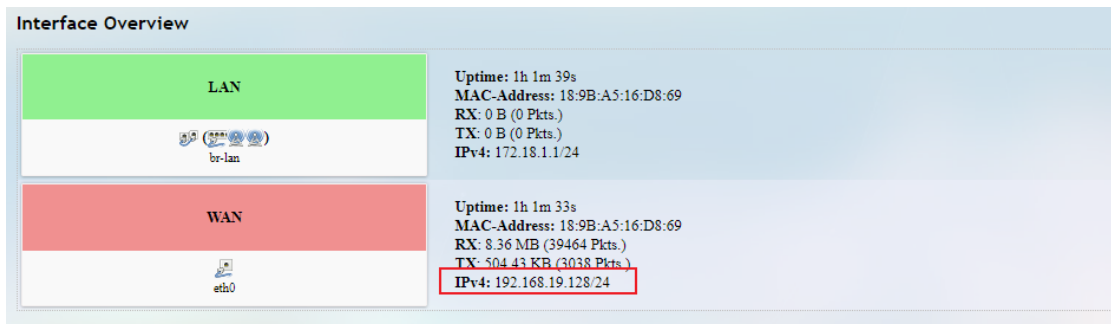 Interface Overview
LAN
br-lan
Uptime: 1h 1m 39s
MAC-Address: 18:9B:A5:16:D8:69
RX: 0 B (0 Pkts.)
TX: 0 B (0 Pkts.)
IPv4: 172.18.1.1/24
WAN
eth0
Uptime: 1h 1m 33s
MAC-Address: 18:9B:A5:16:D8:69
RX: 8.36 MB (39464 Pkts.)
TX: 504.43 KB (3038 Pkts.)
IPv4: 192.168.19.128/24